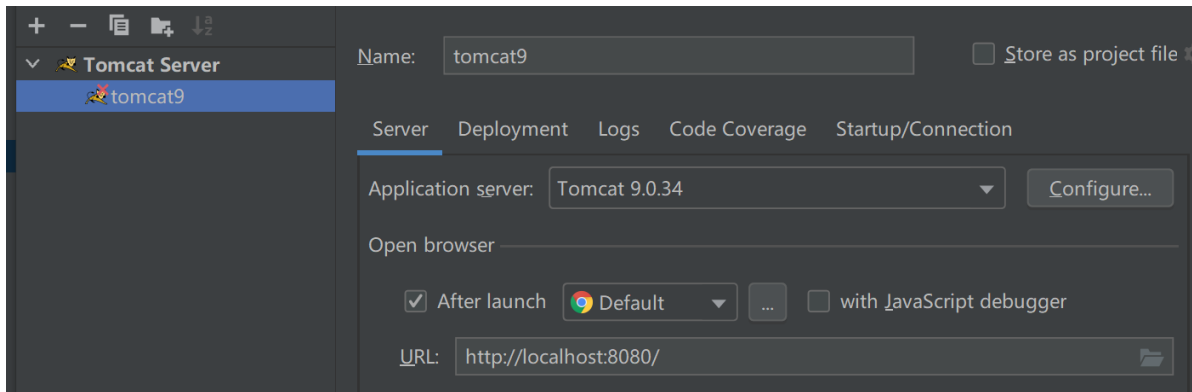 Tomcat Server
tomcat9
Name: tomcat9 Store as project file
Server Deployment Logs Code Coverage Startup/Connection
Application server: Tomcat 9.0.34 Configure...
Open browser
After launch Default ... with JavaScript debugger
URL: http://localhost:8080/